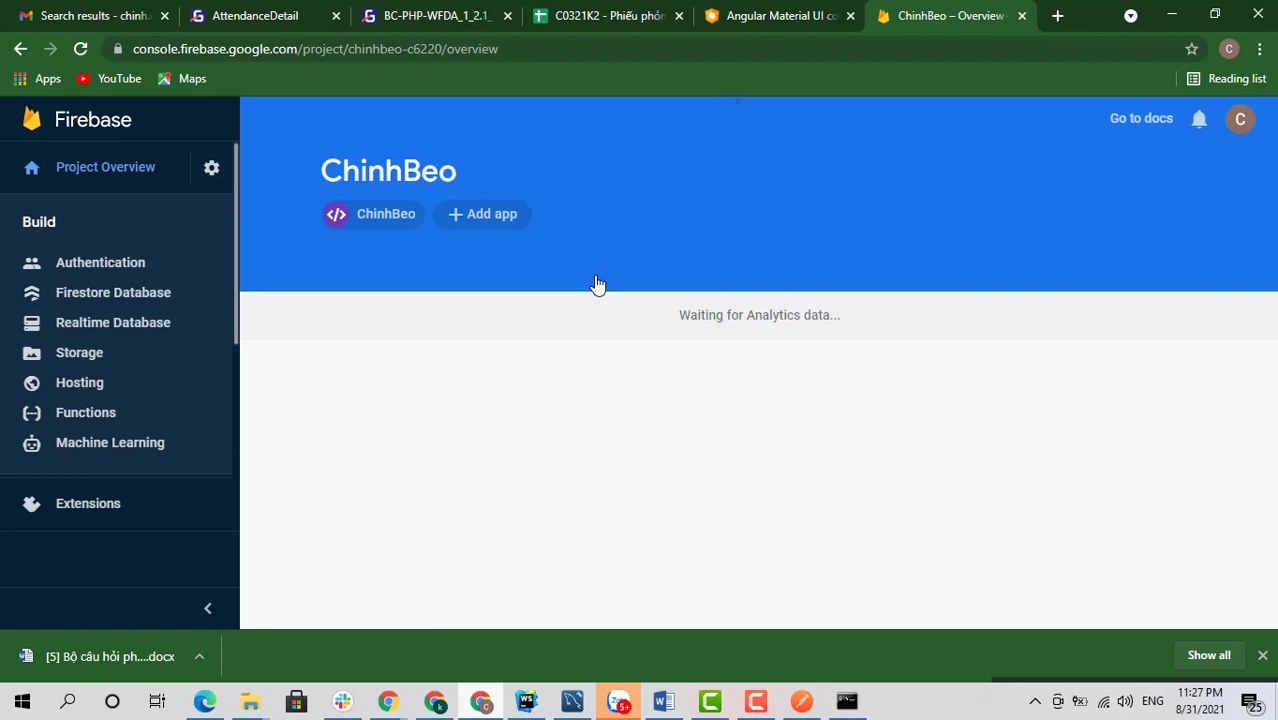 Search results - chinh.
AttendanceDetail
BC-PHP-WFDA_1_2.1_
C0321K2 - Phiếu phỏn
Angular Material UI co
ChinhBeo – Overview -
console.firebase.google.com/project/chinhbeo-c6220/overview
C
Apps
YouTube
Maps
Reading list
Firebase
Go to docs
C
Project Overview
ChinhBeo
ChinhBeo
Add app
Build
Authentication
Firestore Database
Realtime Database
Storage
Hosting
Functions
Machine Learning
Extensions
Waiting for Analytics data...
[5] Bộ câu hỏi ph....docx
Show all
5+
ENG
11:27 PM
8/31/2021
25